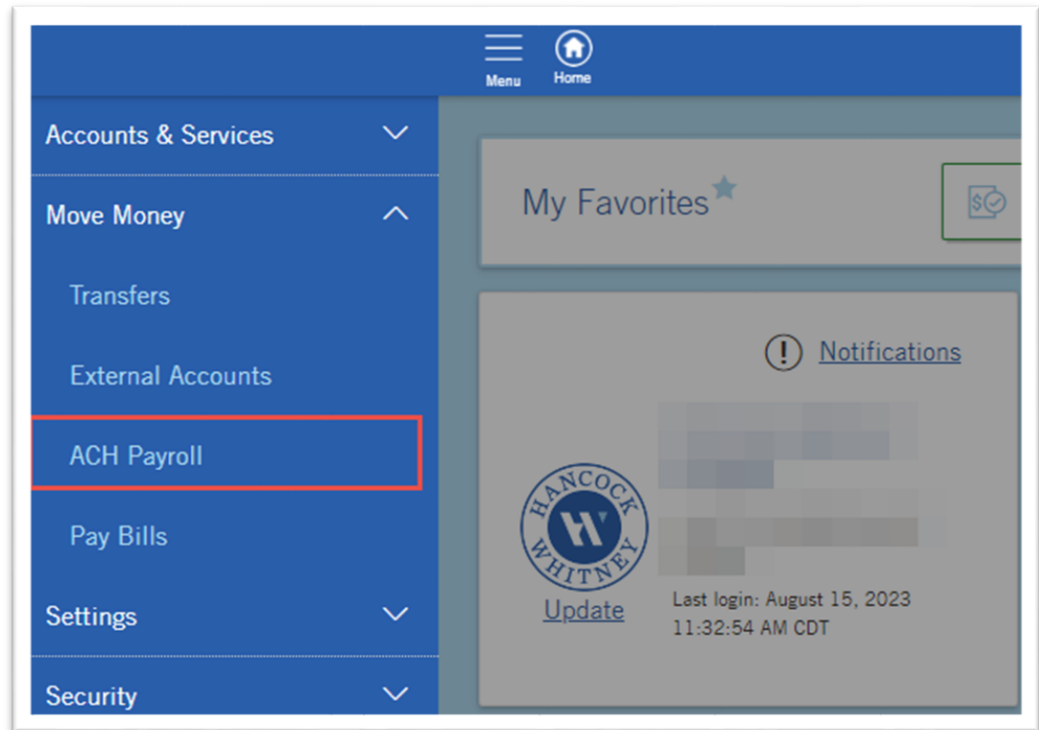 Menu
Home
Accounts & Services
Move Money
Transfers
External Accounts
ACH Payroll
Pay Bills
Settings
Security
My Favorites
$
Notifications
HANCOCK
WHITNEY
Update
Last login: August 15, 2023
11:32:54 AM CDT